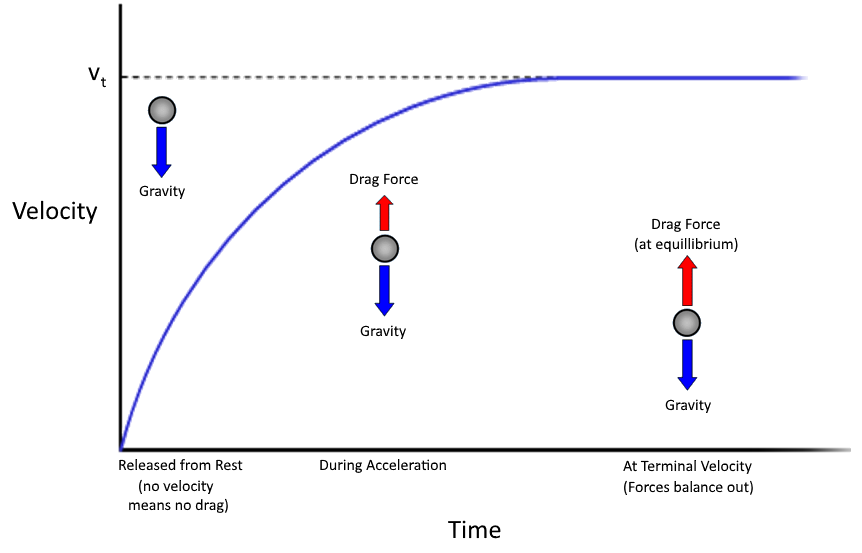 vt
Gravity
Velocity
Drag Force
Gravity
Drag Force
(at equillibrium)
Gravity
Released from Rest
(no velocity
means no drag)
During Acceleration
At Terminal Velocity
(Forces balance out)
Time